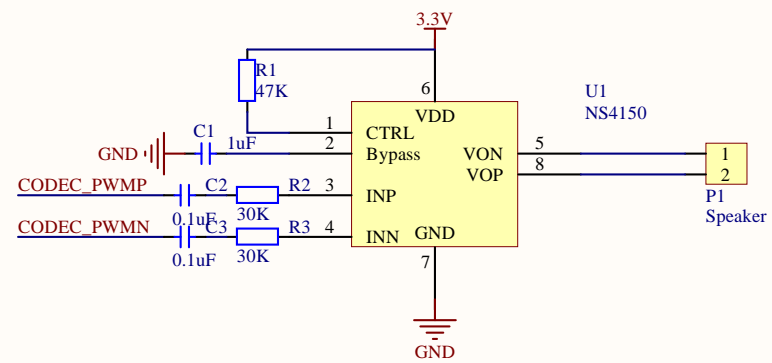 3.3V
R1
47K
6
U1
NS4150
VDD
C1
1uF
1
CTRL
GND
2
Bypass
VON
5
1
VOP
8
2
CODEC_PWMP
C2
R2
3
INP
P1
Speaker
0.1uF
30K
CODEC_PWMN
C3
R3
4
INN
GND
0.1uF
30K
7
GND